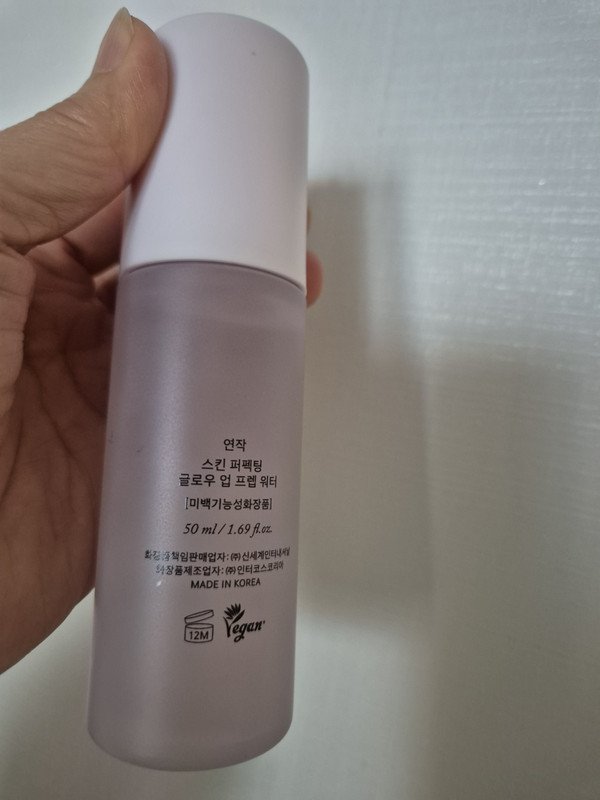 연작
스킨 퍼펙팅
글로우 업 프렙 워터
[미백기능성화장품]
50 ml / 1.69 fl.oz.
화장품책임판매업자: ㈜신세계인터내셔날
화장품제조업자: ㈜인터코스코리아
MADE IN KOREA
12M
Vegan